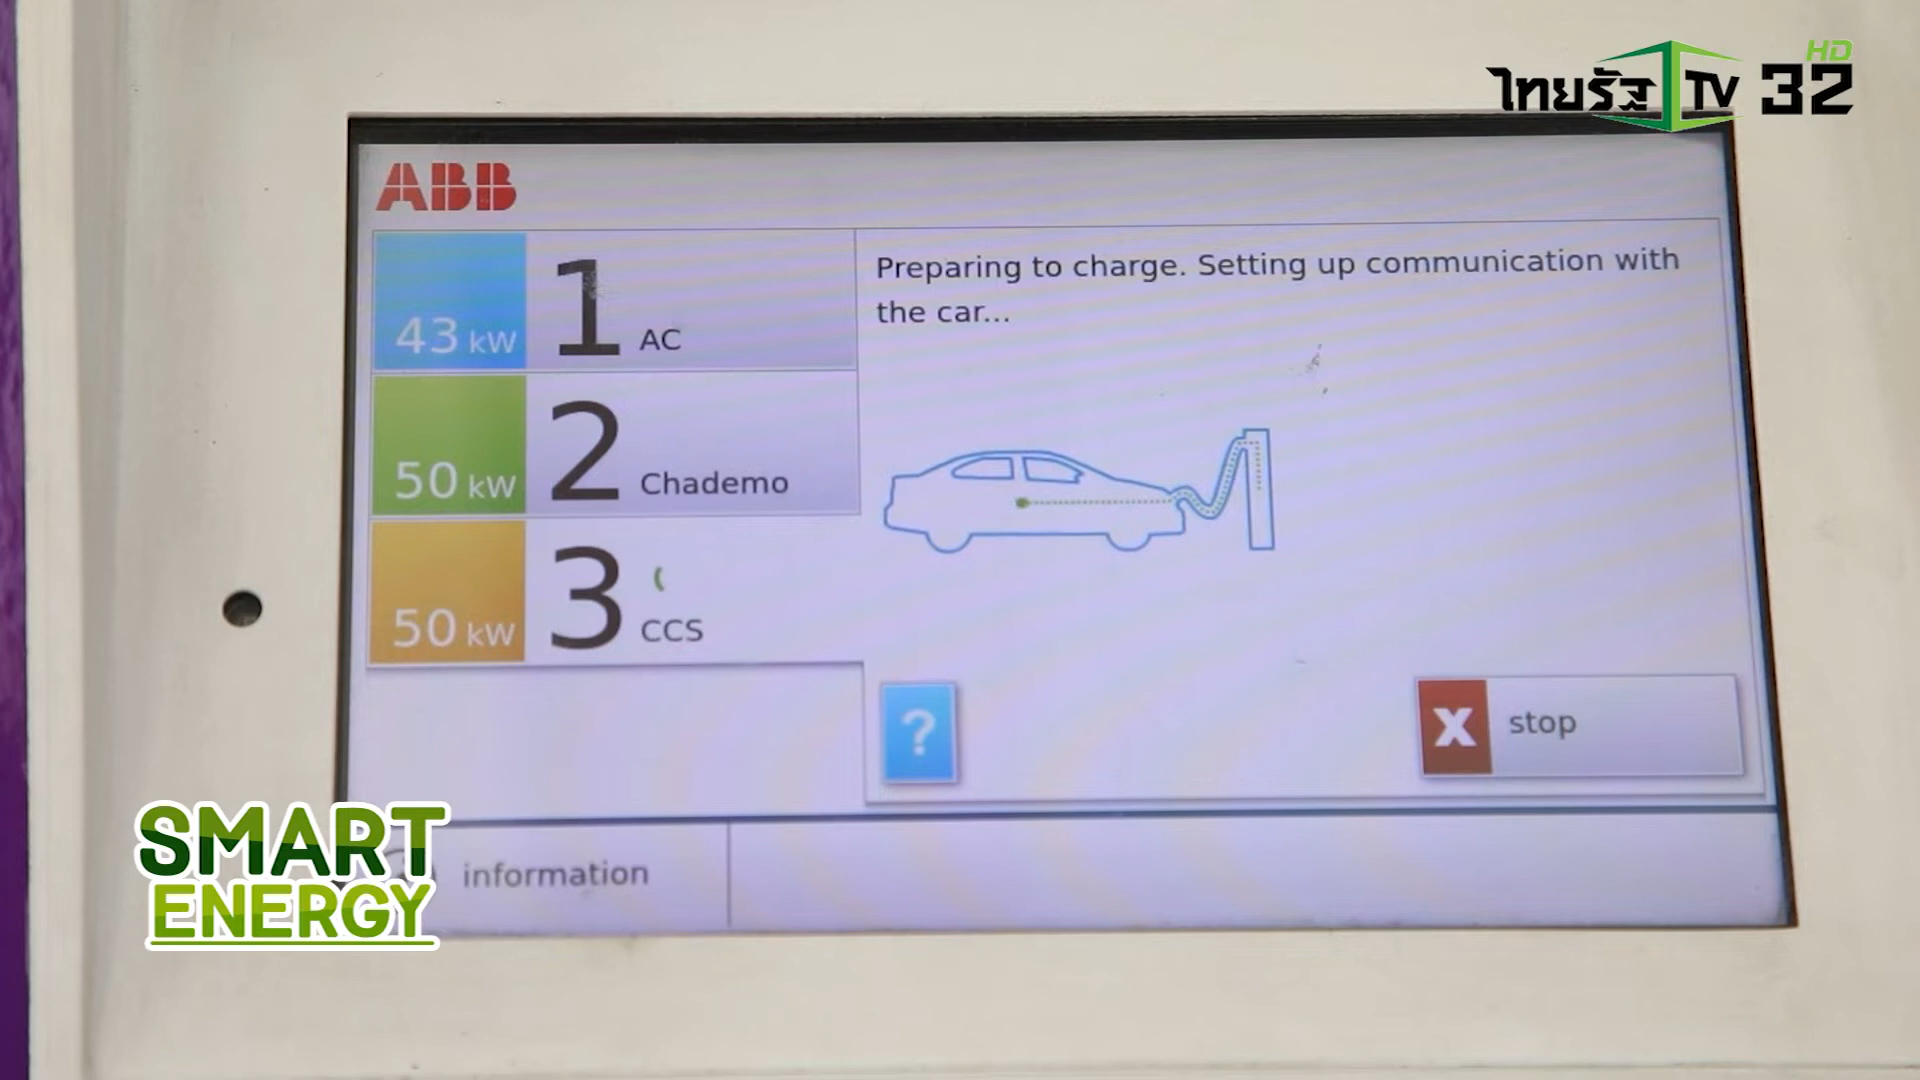 ไทยรัฐ TV 32 HD
ABB
43 kW 1 AC
50 kW 2 Chademo
50 kW 3 CCS
Preparing to charge. Setting up communication with
the car...
?
X stop
information
SMART
ENERGY